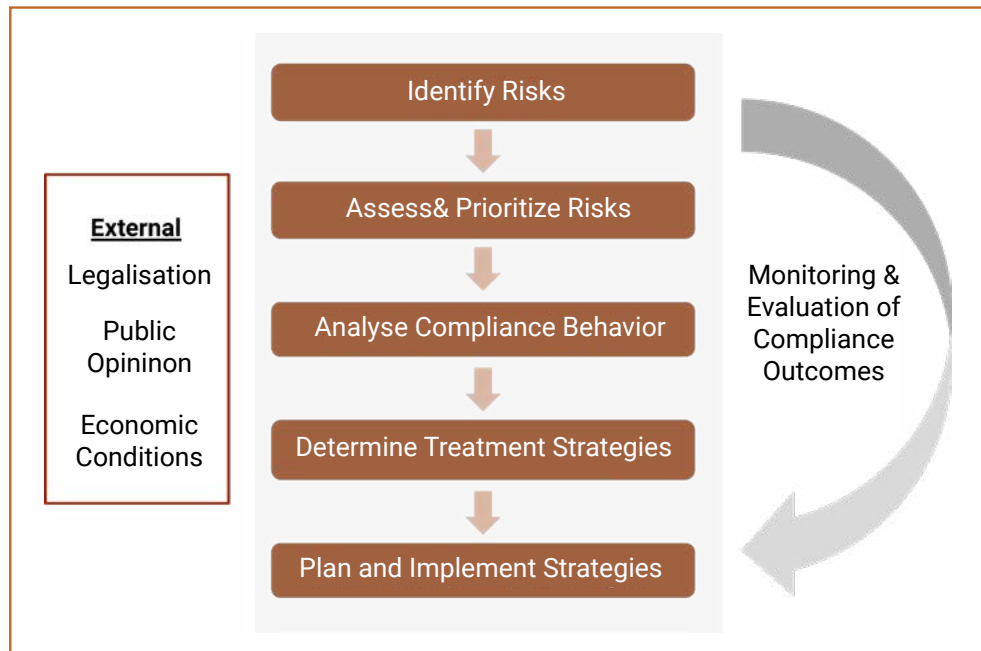 Identify Risks
Assess& Prioritize Risks
Analyse Compliance Behavior
Determine Treatment Strategies
Plan and Implement Strategies
External
Legalisation
Public
Opininon
Economic
Conditions
Monitoring &
Evaluation of
Compliance
Outcomes